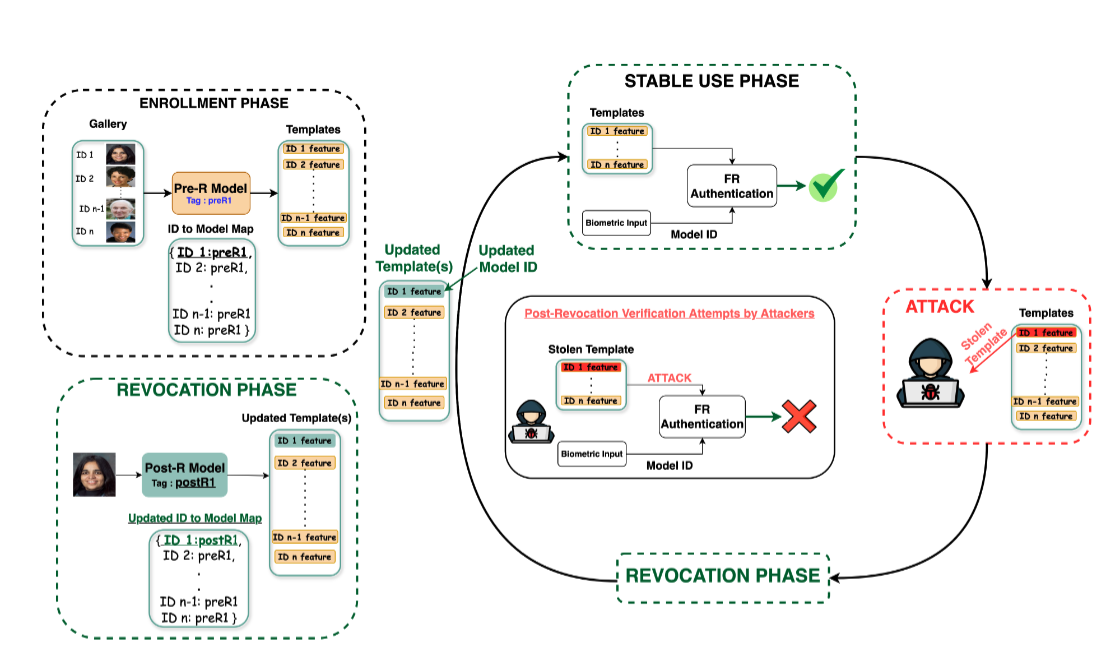 ENROLLMENT PHASE
Gallery
ID 1
ID 2
ID n-1
ID n
Pre-R Model
Tag : preR1
Templates
ID 1 feature
ID 2 feature
ID n-1 feature
ID n feature
ID to Model Map
{ ID 1:preR1,
ID 2: preR1,
.
.
ID n-1: preR1
ID n: preR1 }
REVOCATION PHASE
Updated Template(s)
Post-R Model
Tag : postR1
ID 1 feature
ID 2 feature
ID n-1 feature
ID n feature
Updated ID to Model Map
{ ID 1:postR1,
ID 2: preR1,
.
.
ID n-1: preR1
ID n: preR1 }
Updated
Template(s)
Updated
Model ID
ID 1 feature
ID 2 feature
ID n-1 feature
ID n feature
STABLE USE PHASE
Templates
ID 1 feature
ID n feature
FR
Authentication
Biometric Input
Model ID
Post-Revocation Verification Attempts by Attackers
Stolen Template
ID 1 feature
ID n feature
ATTACK
FR
Authentication
Biometric Input
Model ID
ATTACK
Templates
Stolen
Template
ID 1 feature
ID 2 feature
ID n-1 feature
ID n feature
REVOCATION PHASE